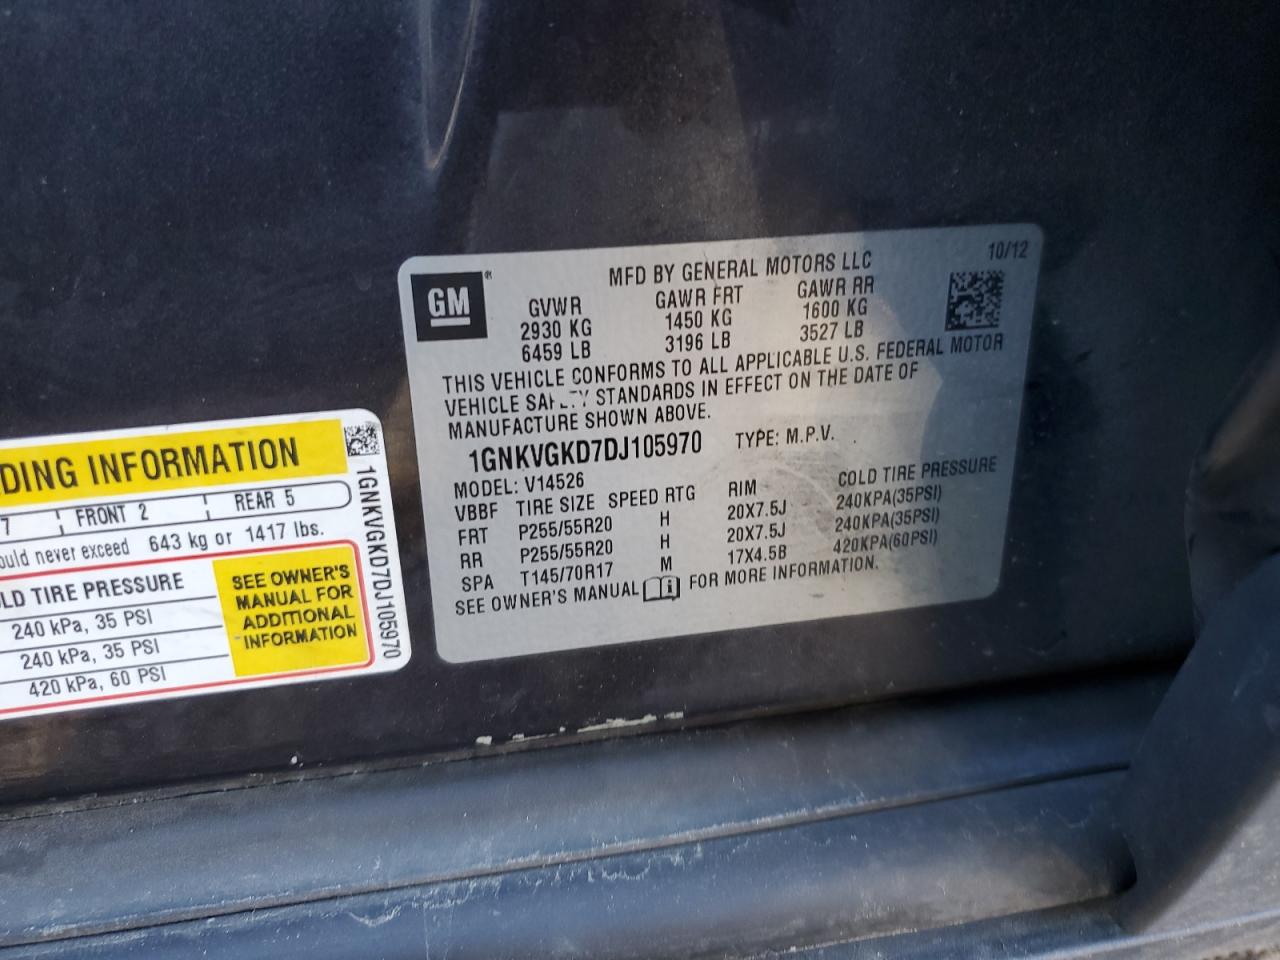 GM
MFD BY GENERAL MOTORS LLC
10/12
GVWR GAWR FRT GAWR RR
2930 KG 1450 KG 1600 KG
6459 LB 3196 LB 3527 LB
THIS VEHICLE CONFORMS TO ALL APPLICABLE U.S. FEDERAL MOTOR
VEHICLE SAFETY STANDARDS IN EFFECT ON THE DATE OF
MANUFACTURE SHOWN ABOVE.
1GNKVGKD7DJ105970 TYPE: M.P.V.
MODEL: V14526
VBBF TIRE SIZE SPEED RTG RIM COLD TIRE PRESSURE
FRT P255/55R20 H 20X7.5J 240KPA(35PSI)
RR P255/55R20 H 20X7.5J 240KPA(35PSI)
SPA T145/70R17 M 17X4.5B 420KPA(60PSI)
SEE OWNER'S MANUAL FOR MORE INFORMATION.
DING INFORMATION
7 FRONT 2 REAR 5
ould never exceed 643 kg or 1417 lbs.
LD TIRE PRESSURE
240 kPa, 35 PSI
240 kPa, 35 PSI
420 kPa, 60 PSI
SEE OWNER'S
MANUAL FOR
ADDITIONAL
INFORMATION
1GNKVGKD7DJ105970